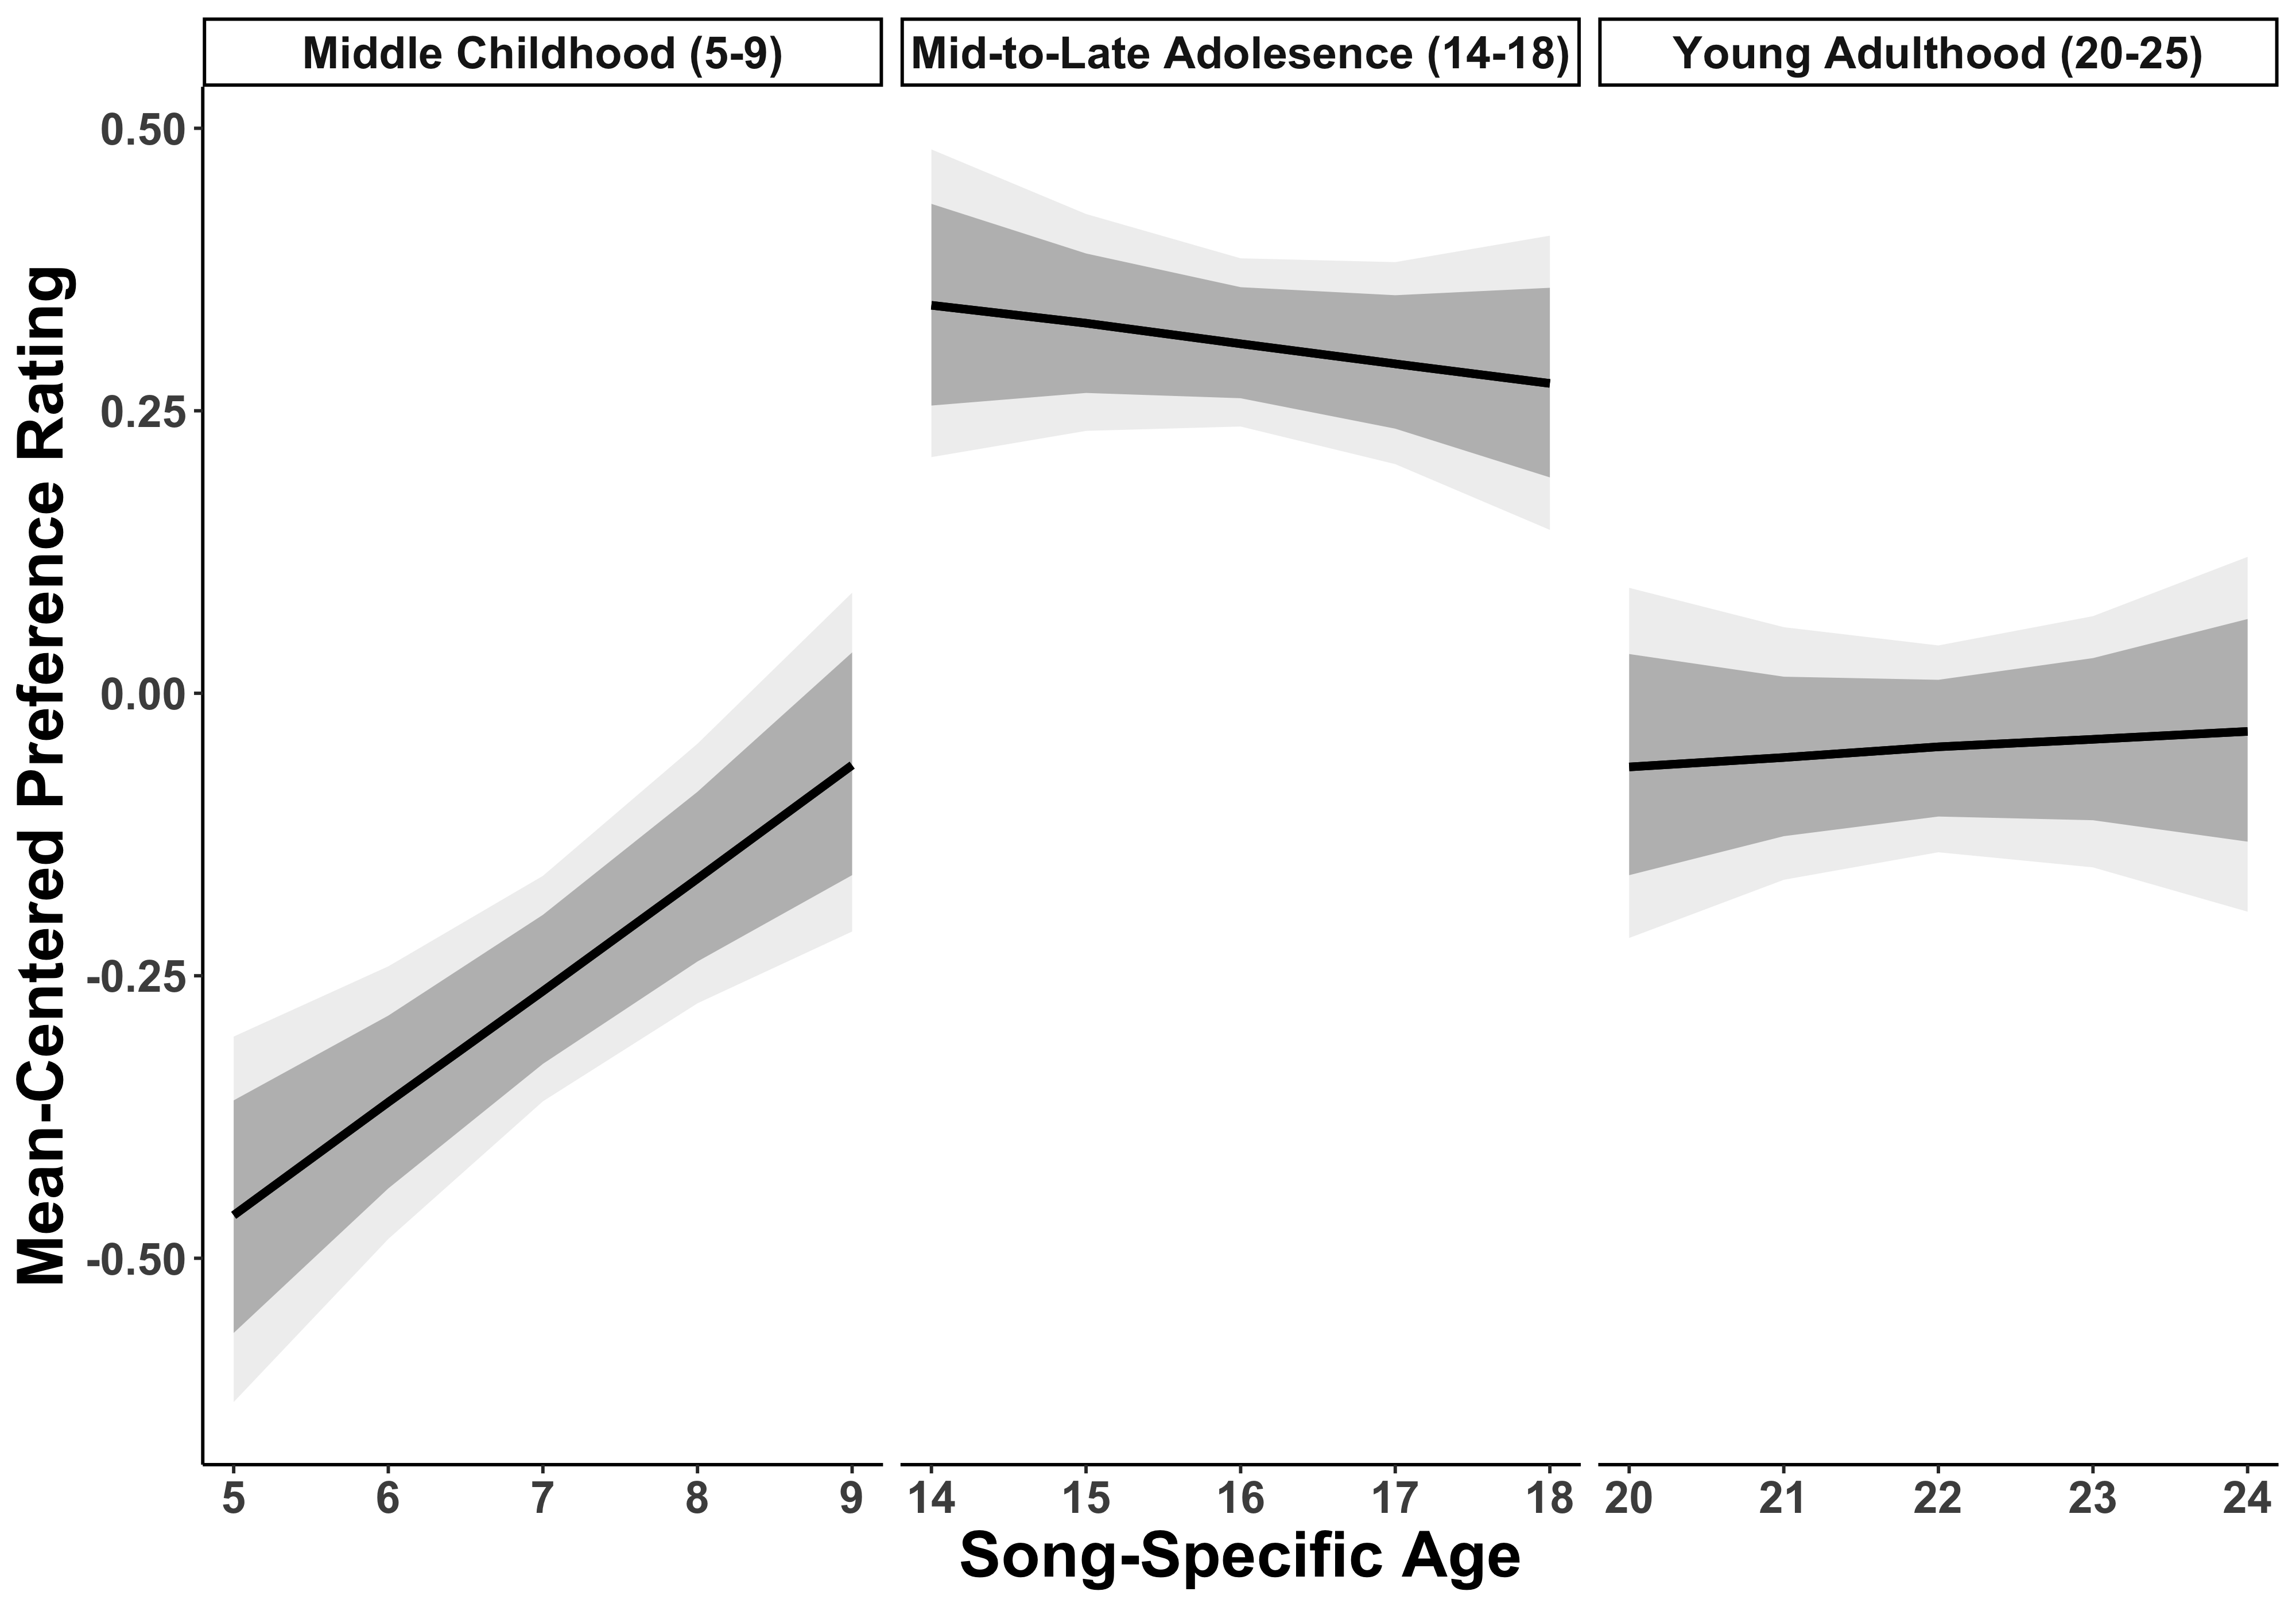 Middle Childhood (5-9)
Mid-to-Late Adolesence (14-18)
Young Adulthood (20-25)
Mean-Centered Preference Rating
0.50
0.25
0.00
-0.25
-0.50
5 6 7 8 9 14 15 16 17 18 20 21 22 23 24
Song-Specific Age